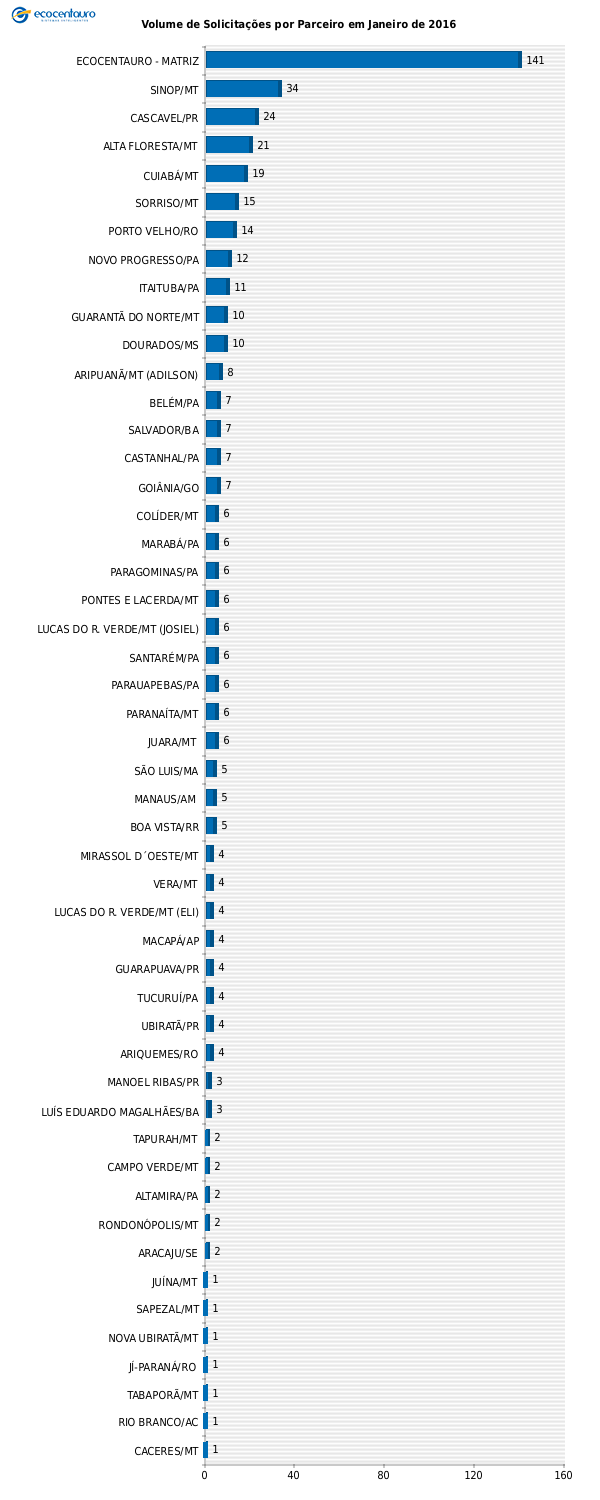 ecocentauro
Volume de Solicitações por Parceiro em Janeiro de 2016
ECOCENTAURO - MATRIZ 141
SINOP/MT 34
CASCAVEL/PR 24
ALTA FLORESTA/MT 21
CUIABÁ/MT 19
SORRISO/MT 15
PORTO VELHO/RO 14
NOVO PROGRESSO/PA 12
ITAITUBA/PA 11
GUARANTÃ DO NORTE/MT 10
DOURADOS/MS 10
ARIPUANÃ/MT (ADILSON) 8
BELÉM/PA 7
SALVADOR/BA 7
CASTANHAL/PA 7
GOIÂNIA/GO 7
COLÍDER/MT 6
MARABÁ/PA 6
PARAGOMINAS/PA 6
PONTES E LACERDA/MT 6
LUCAS DO R. VERDE/MT (JOSIEL) 6
SANTARÉM/PA 6
PARAUAPEBAS/PA 6
PARANAÍTA/MT 6
JUARA/MT 6
SÃO LUIS/MA 5
MANAUS/AM 5
BOA VISTA/RR 5
MIRASSOL D´OESTE/MT 4
VERA/MT 4
LUCAS DO R. VERDE/MT (ELI) 4
MACAPÁ/AP 4
GUARAPUAVA/PR 4
TUCURUÍ/PA 4
UBIRATÃ/PR 4
ARIQUEMES/RO 4
MANOEL RIBAS/PR 3
LUÍS EDUARDO MAGALHÃES/BA 3
TAPURAH/MT 2
CAMPO VERDE/MT 2
ALTAMIRA/PA 2
RONDONÓPOLIS/MT 2
ARACAJU/SE 2
JUÍNA/MT 1
SAPEZAL/MT 1
NOVA UBIRATÃ/MT 1
JÍ-PARANÁ/RO 1
TABAPORÃ/MT 1
RIO BRANCO/AC 1
CACERES/MT 1
0 40 80 120 160